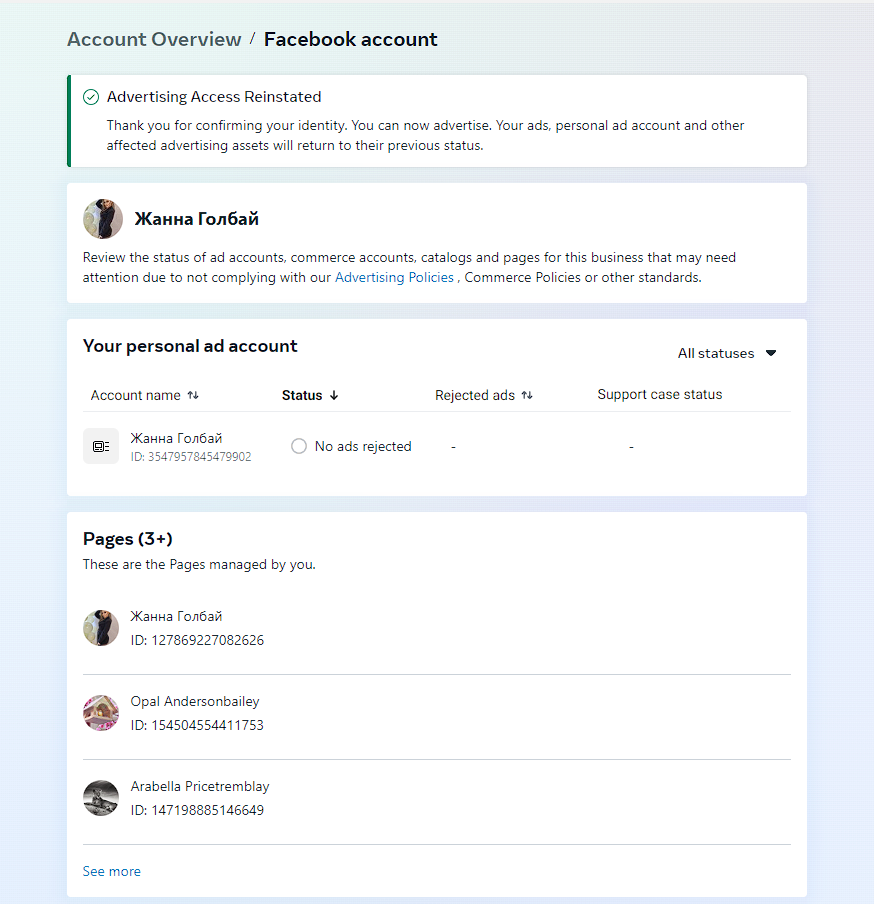 Account Overview / Facebook account
Advertising Access Reinstated
Thank you for confirming your identity. You can now advertise. Your ads, personal ad account and other
affected advertising assets will return to their previous status.
Жанна Голбай
Review the status of ad accounts, commerce accounts, catalogs and pages for this business that may need
attention due to not complying with our Advertising Policies , Commerce Policies or other standards.
Your personal ad account
All statuses
Account name Status Rejected ads Support case status
Жанна Голбай
ID: 3547957845479902
No ads rejected - -
Pages (3+)
These are the Pages managed by you.
Жанна Голбай
ID: 127869227082626
Opal Andersonbailey
ID: 154504554411753
Arabella Pricetremblay
ID: 147198885146649
See more